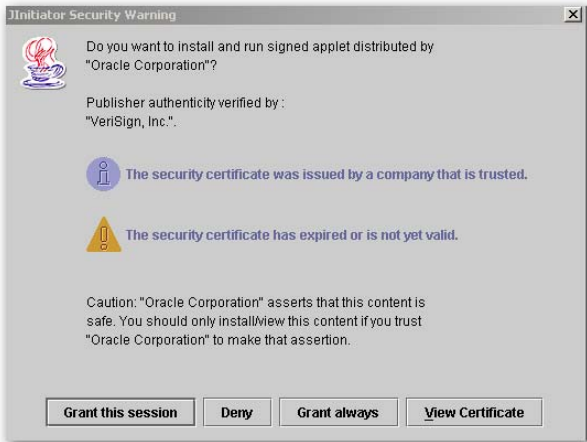 JInitiator Security Warning
Do you want to install and run signed applet distributed by
"Oracle Corporation"?
Publisher authenticity verified by :
"VeriSign, Inc.".
The security certificate was issued by a company that is trusted.
The security certificate has expired or is not yet valid.
Caution: "Oracle Corporation" asserts that this content is
safe. You should only install/view this content if you trust
"Oracle Corporation" to make that assertion.
Grant this session Deny Grant always View Certificate